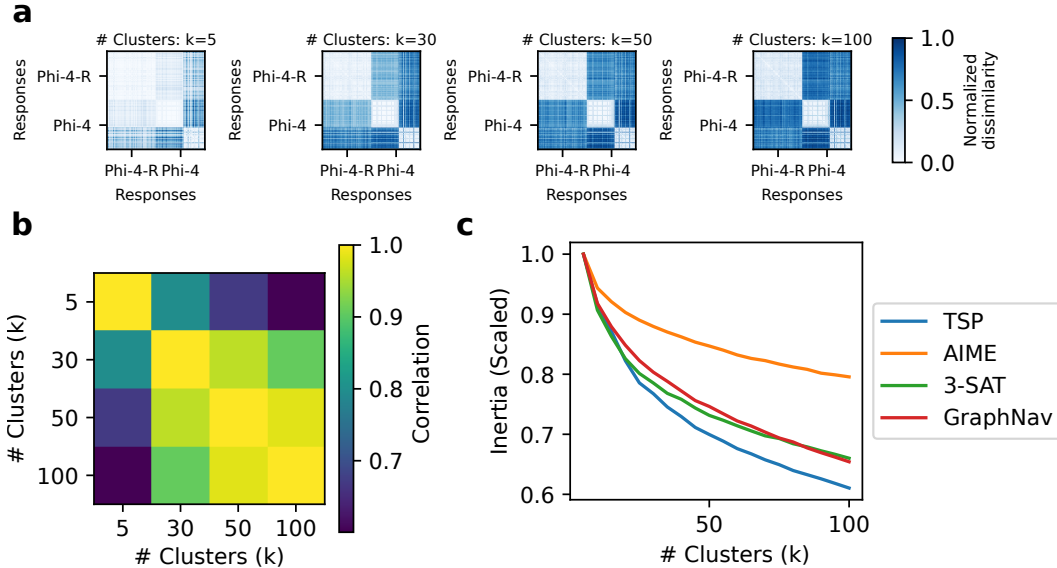 a
# Clusters: k=5
# Clusters: k=30
# Clusters: k=50
# Clusters: k=100
Responses
Phi-4-R
Phi-4
Phi-4-R Phi-4
Responses
Responses
Phi-4-R
Phi-4
Phi-4-R Phi-4
Responses
Responses
Phi-4-R
Phi-4
Phi-4-R Phi-4
Responses
Responses
Phi-4-R
Phi-4
Phi-4-R Phi-4
Responses
1.0
0.5
0.0
Normalized
dissimilarity
b
# Clusters (k)
5
30
50
100
5 30 50 100
# Clusters (k)
1.0
0.9
0.8
0.7
Correlation
c
Inertia (Scaled)
1.0
0.9
0.8
0.7
0.6
50 100
# Clusters (k)
TSP
AIME
3-SAT
GraphNav